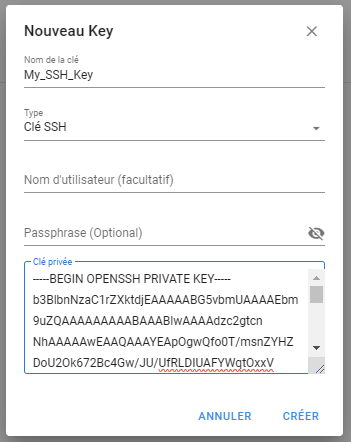 Nouveau Key
Nom de la clé
My_SSH_Key
Type
Clé SSH
Nom d'utilisateur (facultatif)
Passphrase (Optional)
Clé privée
-----BEGIN OPENSSH PRIVATE KEY-----
b3BlbnNzaC1rZXktdjEAAAAABG5vbmUAAAAEbm
9uZQAAAAAAAAABAAABlwAAAAdzc2gtcn
NhAAAAAwEAAQAAAYEApOgwQfo0T/msnZYHZ
DoU2Ok672Bc4Gw/JU/UfRLDIUAFYWqtOxxV
ANNULER
CRÉER